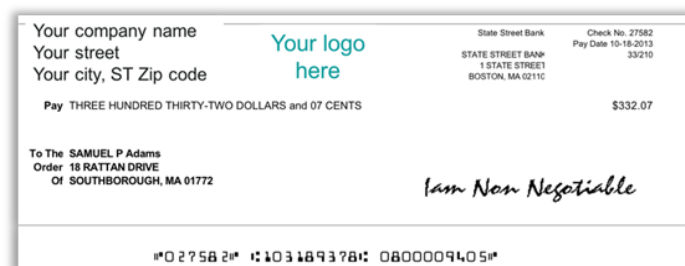 Your company name
Your street
Your city, ST Zip code
Your logo
here
State Street Bank
STATE STREET BANK
1 STATE STREET
BOSTON, MA 02110
Check No. 27582
Pay Date 10-18-2013
33/210
Pay THREE HUNDRED THIRTY-TWO DOLLARS and 07 CENTS
$332.07
To The SAMUEL P Adams
Order 18 RATTAN DRIVE
Of SOUTHBOROUGH, MA 01772
Iam Non Negotiable
⑈027582⑈ ⑆103189378⑆ 0800009405⑈